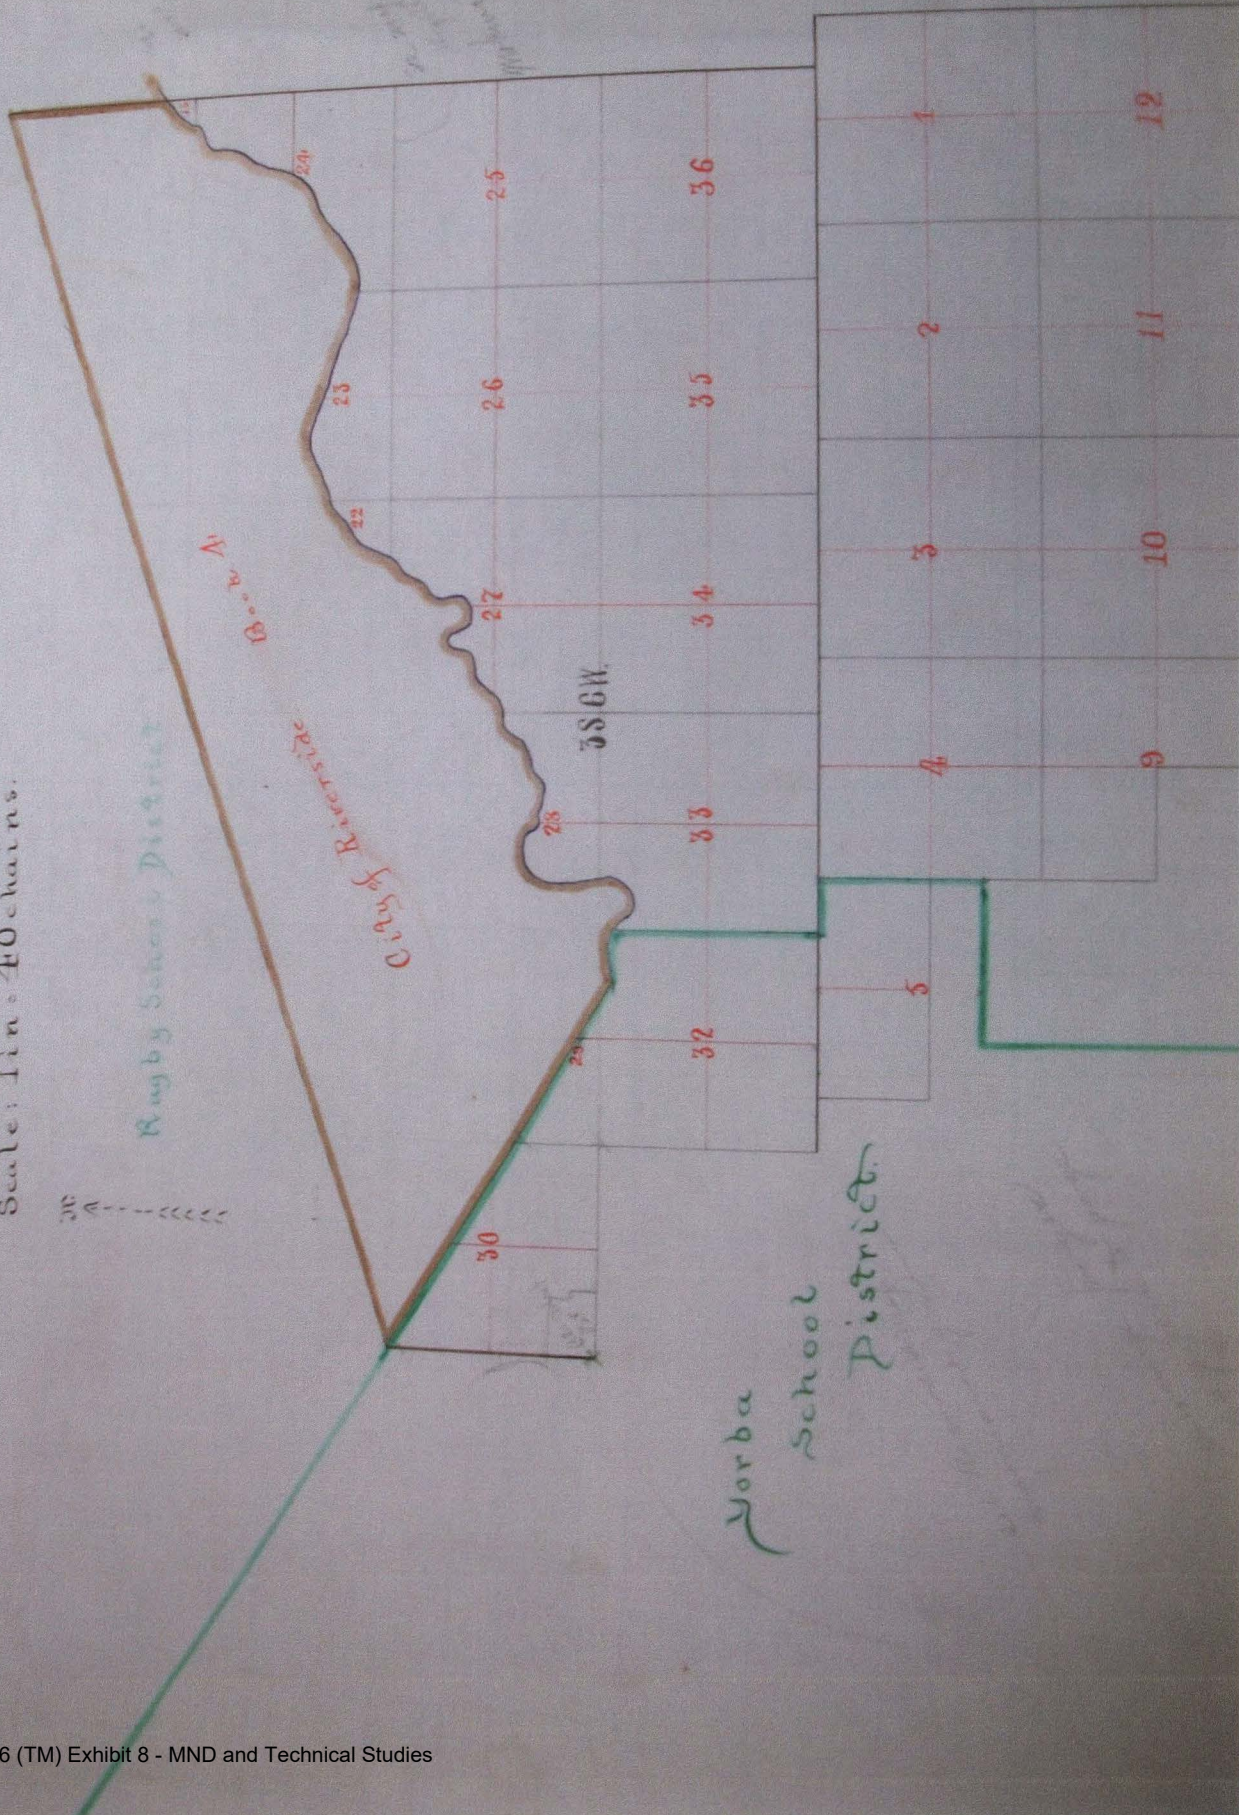 Scale: 1 in = 40 chains.
Rugby School District
Book A
City of Riverside
24
25
36
1
12
23
26
35
2
11
22
27
34
3
10
28
33
4
9
29
32
5
30
Yorba
School
District.
6 (TM) Exhibit 8 - MND and Technical Studies